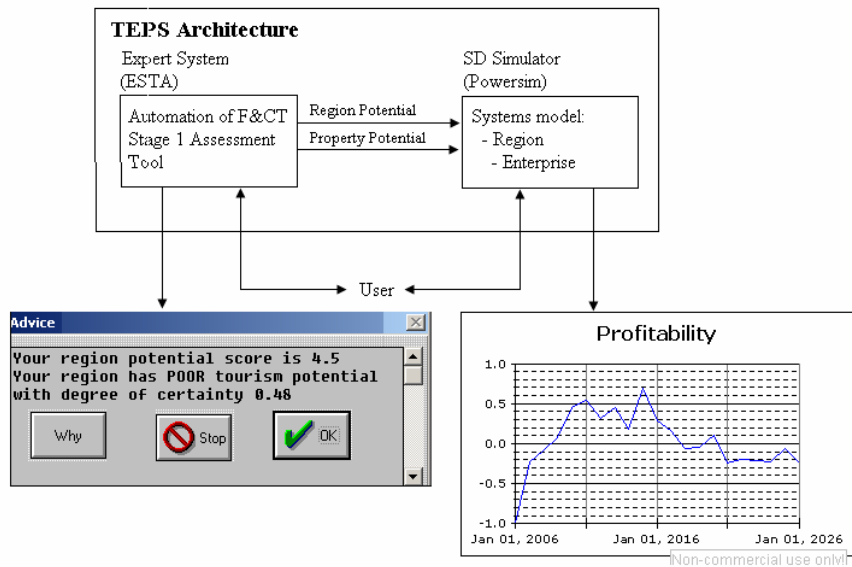 TEPS Architecture
Expert System
(ESTA)
SD Simulator
(Powersim)
Automation of F&CT
Stage 1 Assessment
Tool
Region Potential
Property Potential
Systems model:
- Region
- Enterprise
User
Advice
Your region potential score is 4.5
Your region has POOR tourism potential
with degree of certainty 0.48
Why
Stop
OK
Profitability
1.0
0.5
0.0
-0.5
-1.0
Jan 01, 2006
Jan 01, 2016
Jan 01, 2026
Non-commercial use only!